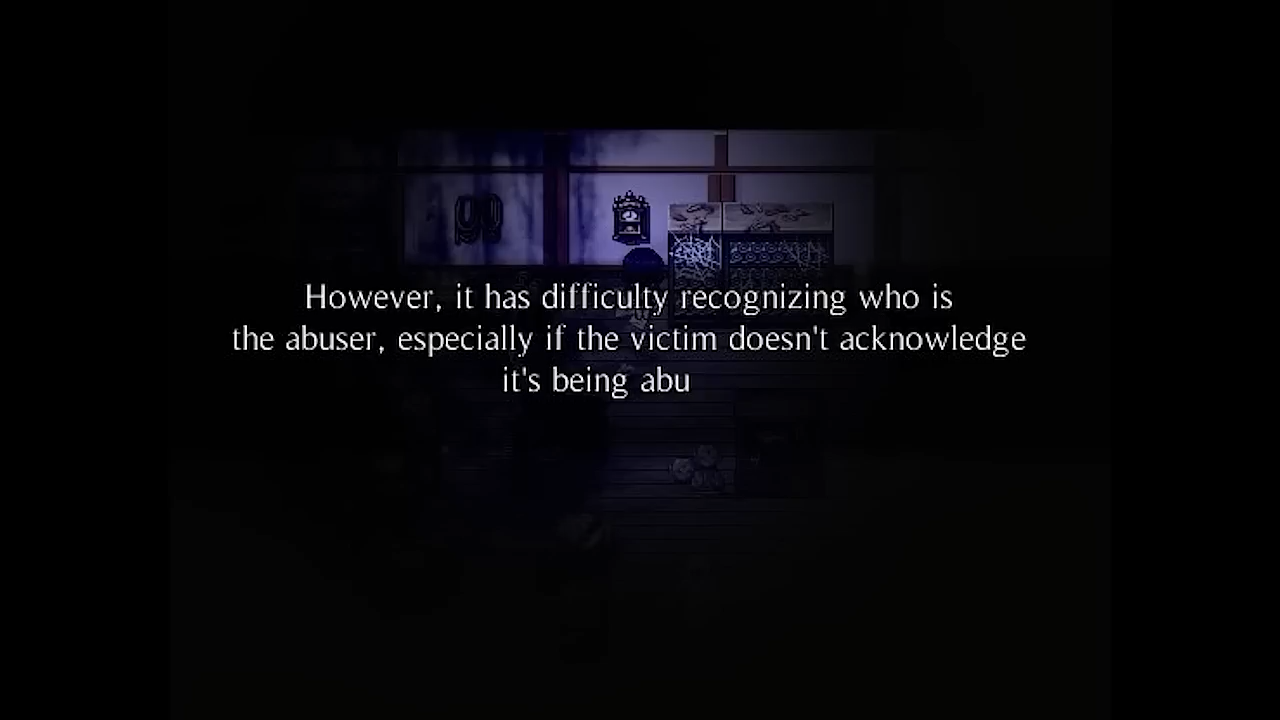 However, it has difficulty recognizing who is
the abuser, especially if the victim doesn't acknowledge
it's being abu